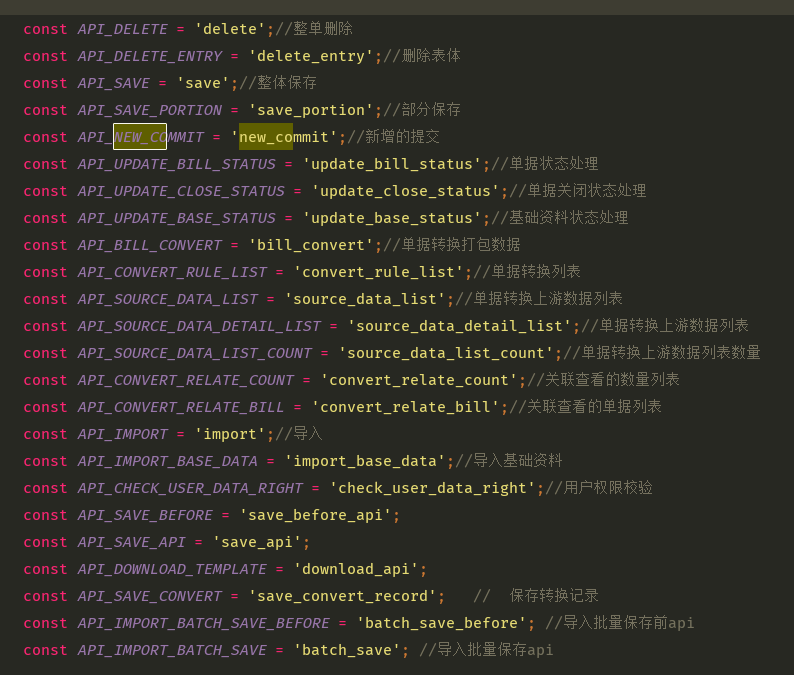 const API_DELETE = 'delete';//整单删除
const API_DELETE_ENTRY = 'delete_entry';//删除表体
const API_SAVE = 'save';//整体保存
const API_SAVE_PORTION = 'save_portion';//部分保存
const API_NEW_COMMIT = 'new_commit';//新增的提交
const API_UPDATE_BILL_STATUS = 'update_bill_status';//单据状态处理
const API_UPDATE_CLOSE_STATUS = 'update_close_status';//单据关闭状态处理
const API_UPDATE_BASE_STATUS = 'update_base_status';//基础资料状态处理
const API_BILL_CONVERT = 'bill_convert';//单据转换打包数据
const API_CONVERT_RULE_LIST = 'convert_rule_list';//单据转换列表
const API_SOURCE_DATA_LIST = 'source_data_list';//单据转换上游数据列表
const API_SOURCE_DATA_DETAIL_LIST = 'source_data_detail_list';//单据转换上游数据列表
const API_SOURCE_DATA_LIST_COUNT = 'source_data_list_count';//单据转换上游数据列表数量
const API_CONVERT_RELATE_COUNT = 'convert_relate_count';//关联查看的数量列表
const API_CONVERT_RELATE_BILL = 'convert_relate_bill';//关联查看的单据列表
const API_IMPORT = 'import';//导入
const API_IMPORT_BASE_DATA = 'import_base_data';//导入基础资料
const API_CHECK_USER_DATA_RIGHT = 'check_user_data_right';//用户权限校验
const API_SAVE_BEFORE = 'save_before_api';
const API_SAVE_API = 'save_api';
const API_DOWNLOAD_TEMPLATE = 'download_api';
const API_SAVE_CONVERT = 'save_convert_record';   //  保存转换记录
const API_IMPORT_BATCH_SAVE_BEFORE = 'batch_save_before'; //导入批量保存前api
const API_IMPORT_BATCH_SAVE = 'batch_save'; //导入批量保存api